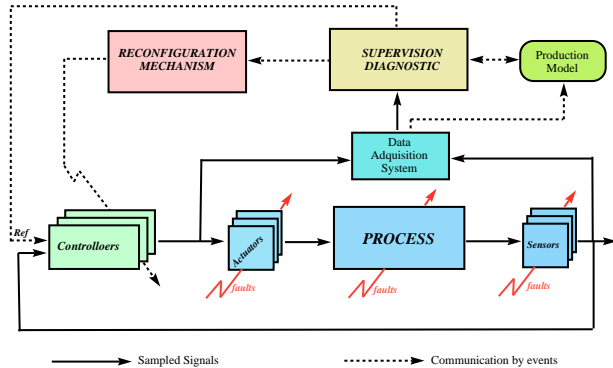 RECONFIGURATION
MECHANISM
SUPERVISION
DIAGNOSTIC
Production
Model
Data
Adquisition
System
Ref
Controlloers
Actuators
PROCESS
Sensors
faults
faults
faults
Sampled Signals
Communication by events